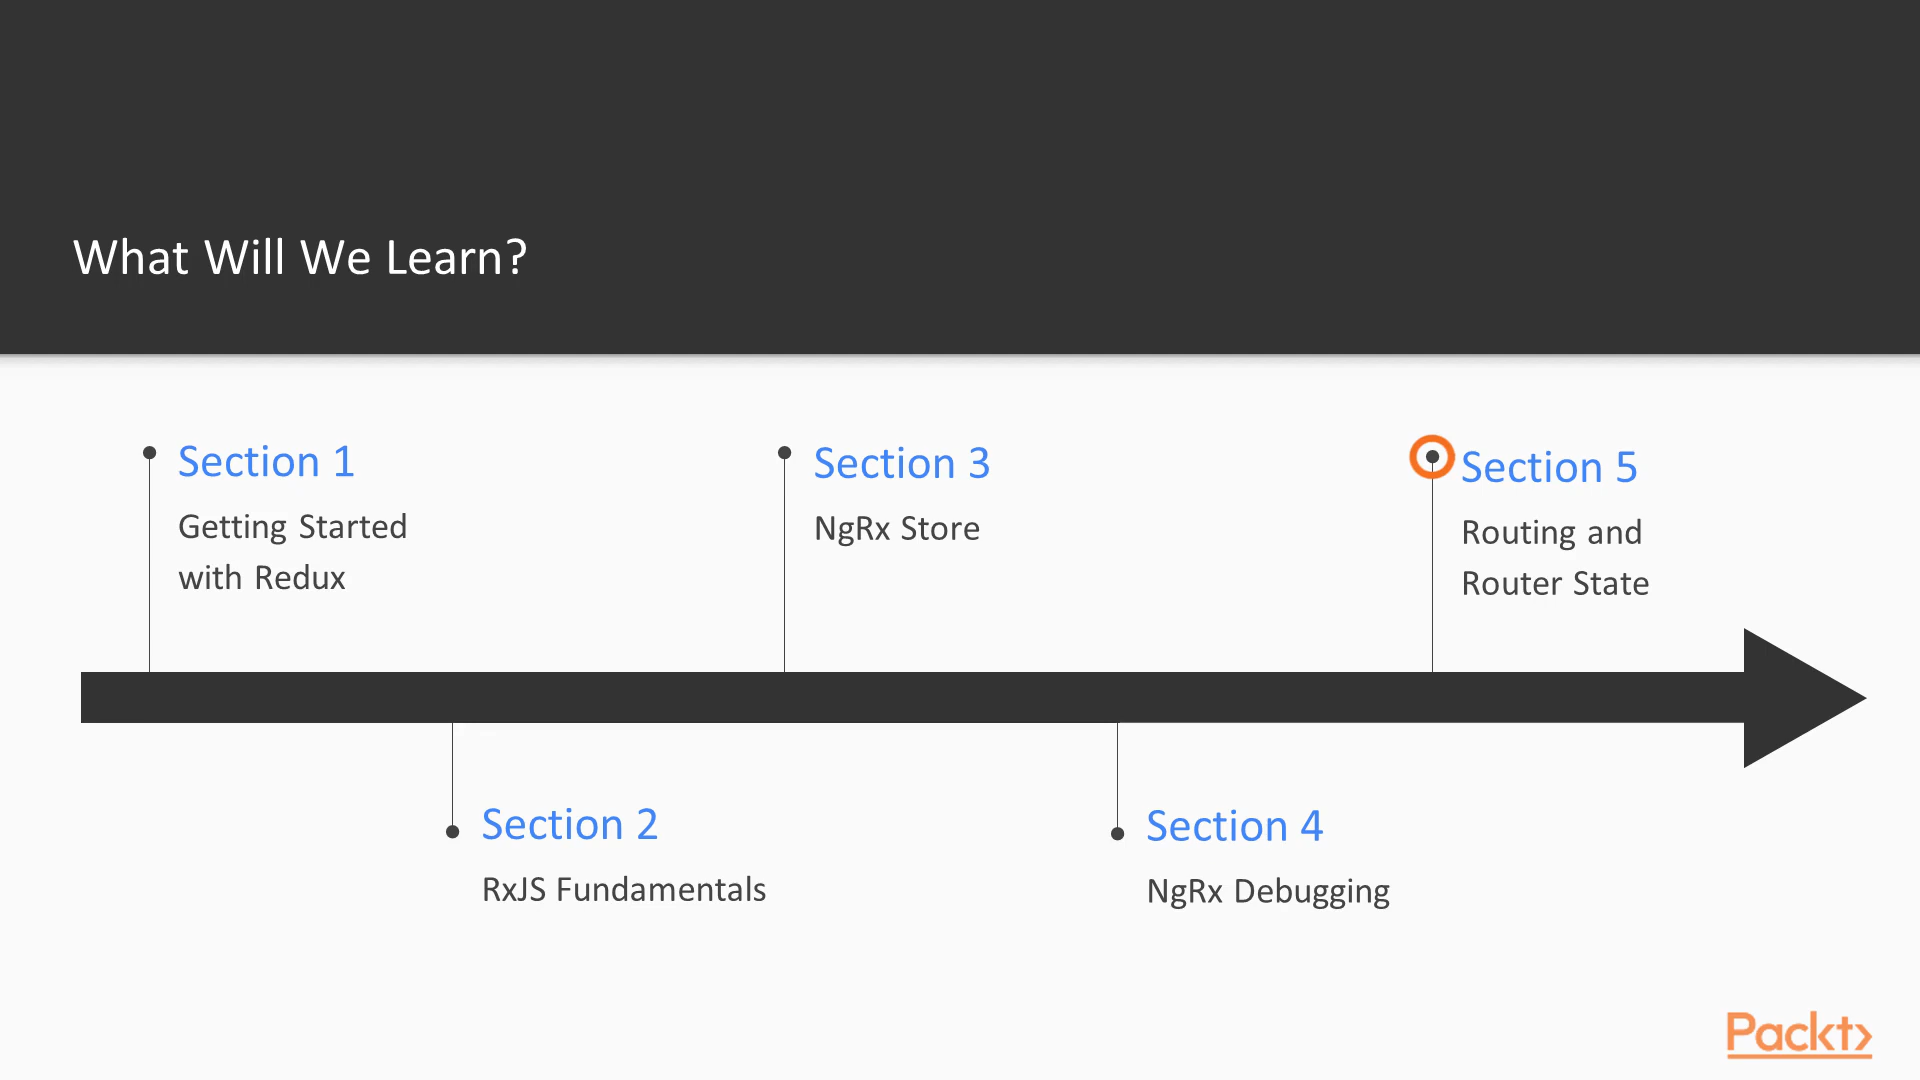 What Will We Learn?
Section 1
Getting Started
with Redux
Section 2
RxJS Fundamentals
Section 3
NgRx Store
Section 4
NgRx Debugging
Section 5
Routing and
Router State
Packt>